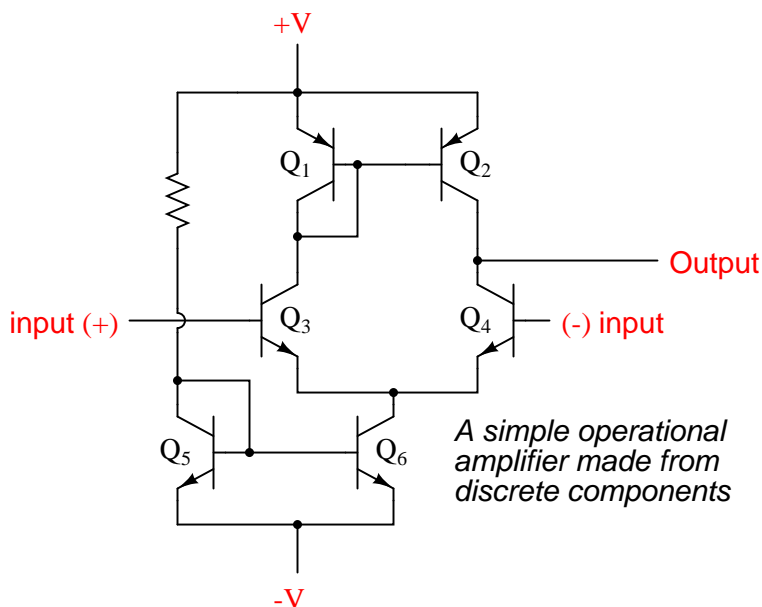 +V
Q1
Q2
Output
input (+)
Q3
Q4
(-) input
Q5
Q6
A simple operational
amplifier made from
discrete components
-V